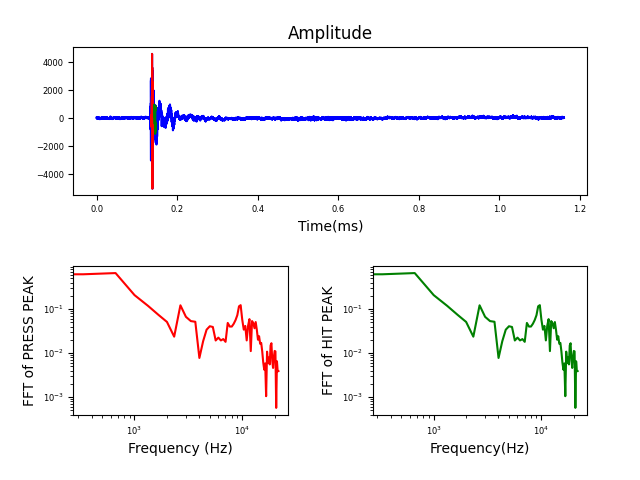 Amplitude
4000
2000
0
−2000
−4000
0.0 0.2 0.4 0.6 0.8 1.0 1.2
Time(ms)
FFT of PRESS PEAK
10⁻¹
10⁻²
10⁻³
10³ 10⁴
Frequency (Hz)
FFT of HIT PEAK
10⁻¹
10⁻²
10⁻³
10³ 10⁴
Frequency(Hz)